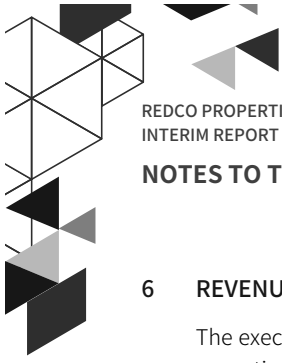 REDCO PROPERTI
INTERIM REPORT
NOTES TO T
6 REVENU
The exec